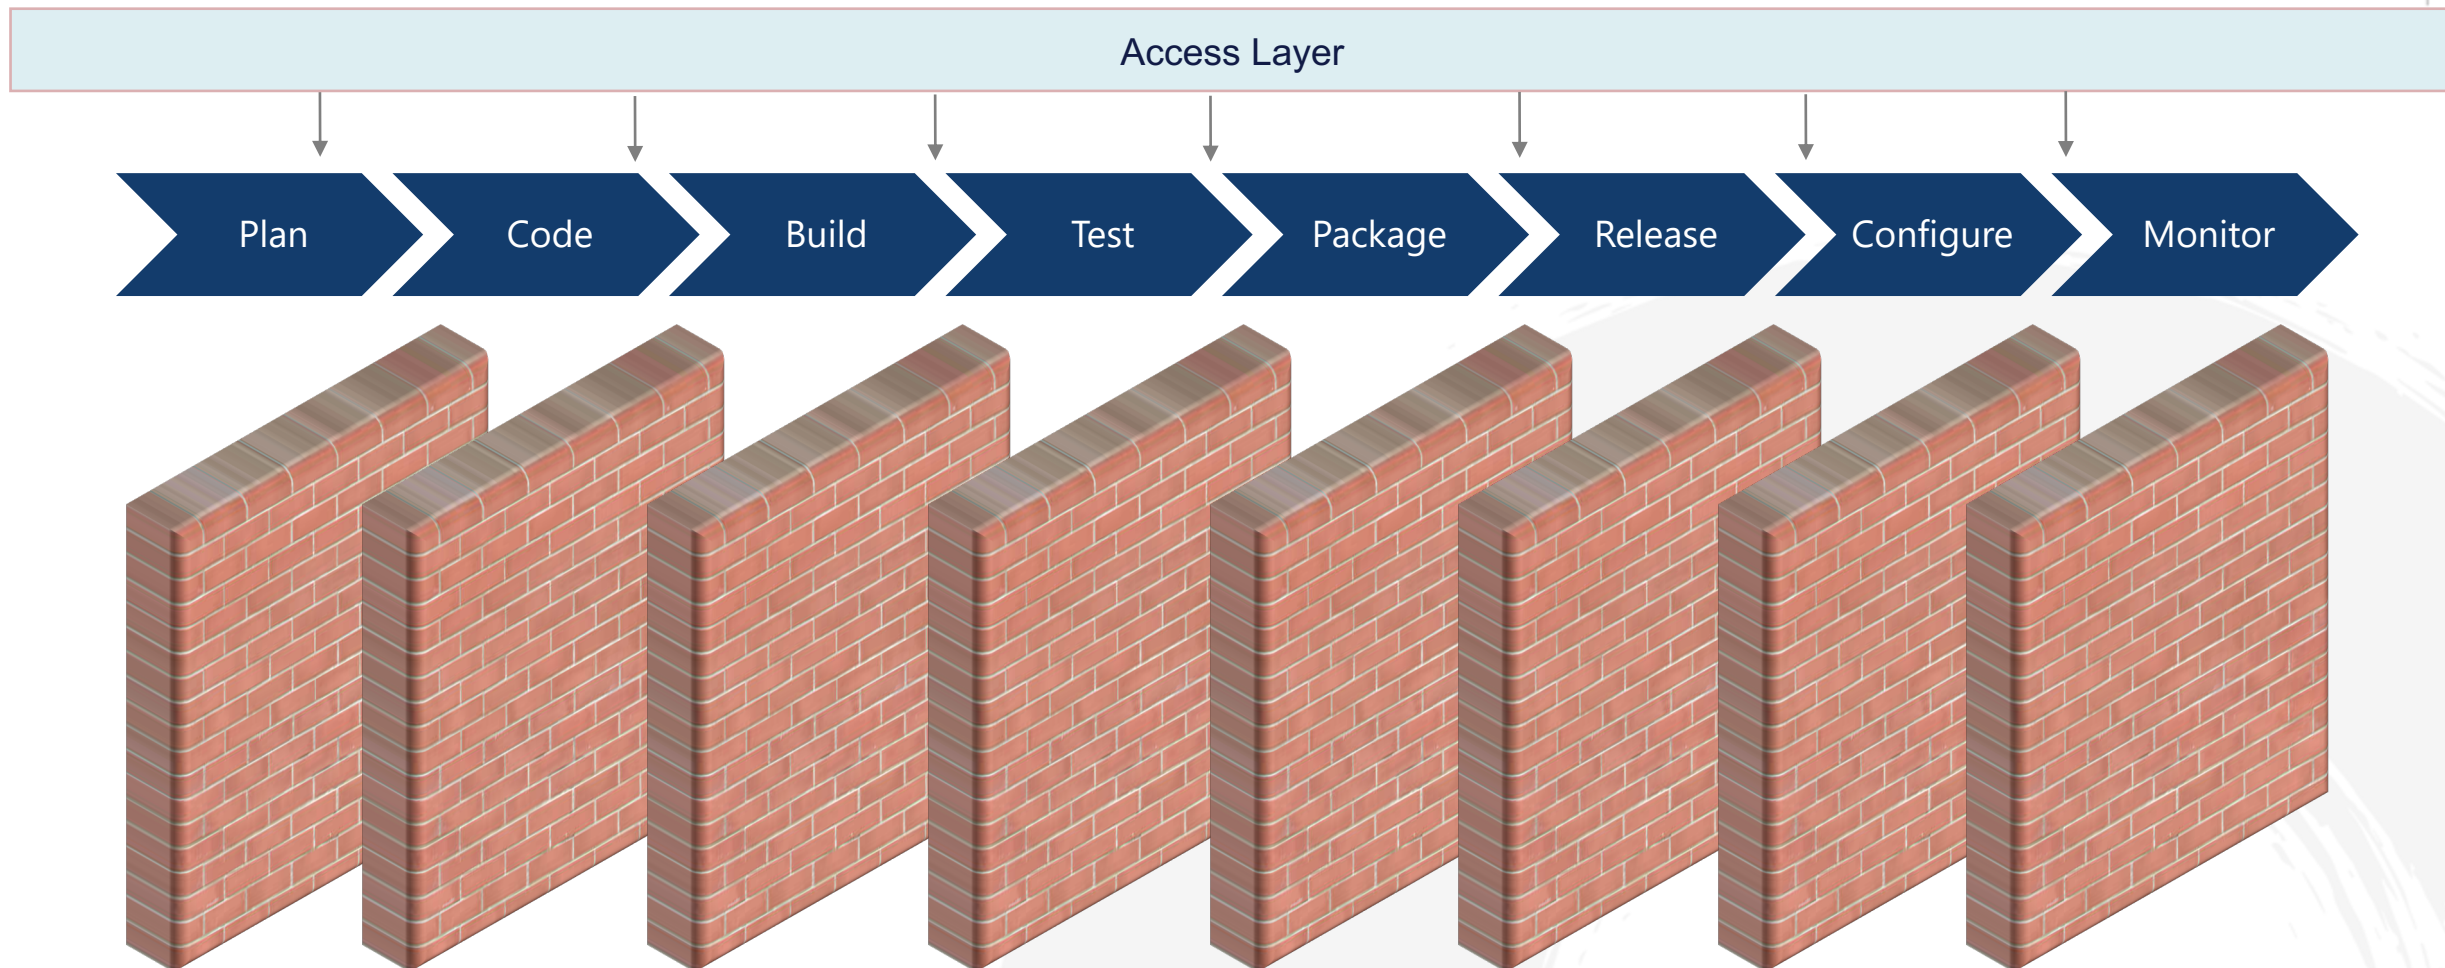 Access Layer
Plan
Code
Build
Test
Package
Release
Configure
Monitor